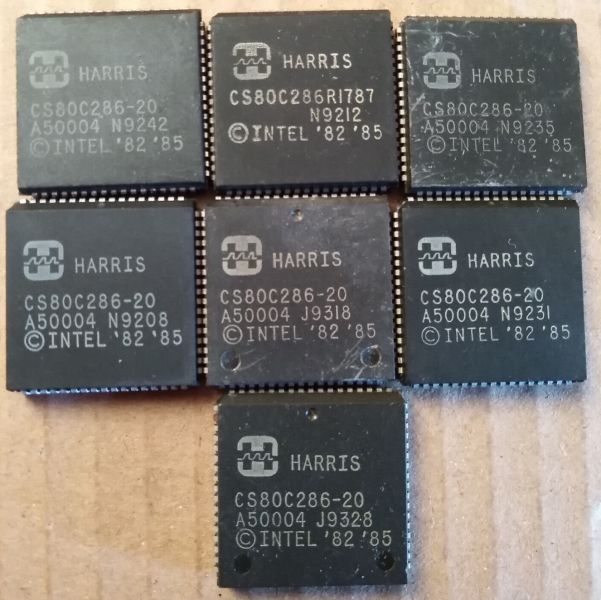 HARRIS
CS80C286-20
A50004 N9242
©INTEL '82 '85
HARRIS
CS80C286R1787
N9212
©INTEL '82 '85
HARRIS
CS80C286-20
A50004 N9235
©INTEL '82 '85
HARRIS
CS80C286-20
A50004 N9208
©INTEL '82 '85
HARRIS
CS80C286-20
A50004 J9318
©INTEL '82 '85
HARRIS
CS80C286-20
A50004 N9231
©INTEL '82 '85
HARRIS
CS80C286-20
A50004 J9328
©INTEL '82 '85